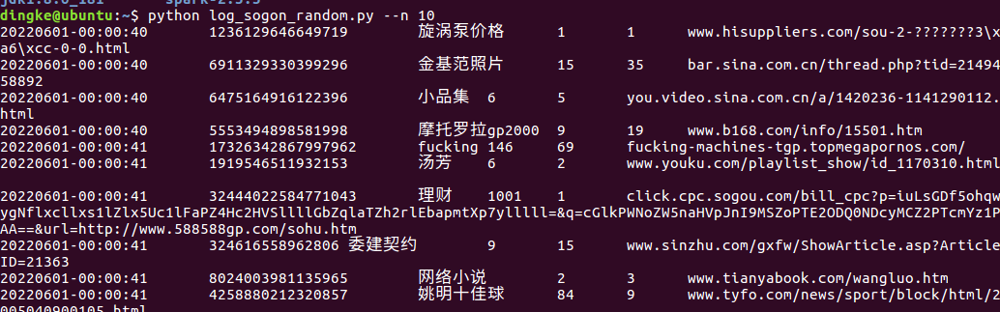 jdk1.8.0_181 spark-2.3.3
dingke@ubuntu:~$ python log_sogon_random.py --n 10
20220601-00:00:40 1236129646649719 旋涡泵价格 1 1 www.hisuppliers.com/sou-2-???????3\x
a6\xcc-0-0.html
20220601-00:00:40 6911329330399296 金基范照片 15 35 bar.sina.com.cn/thread.php?tid=21494
58892
20220601-00:00:40 6475164916122396 小品集 6 5 you.video.sina.com.cn/a/1420236-1141290112.
html
20220601-00:00:40 5553494898581998 摩托罗拉gp2000 9 19 www.b168.com/info/15501.htm
20220601-00:00:41 17326342867997962 fucking 146 69 fucking-machines-tgp.topmegapornos.com/
20220601-00:00:41 1919546511932153 汤芳 6 2 www.youku.com/playlist_show/id_1170310.html
20220601-00:00:41 32444022584771043 理财 1001 1 click.cpc.sogou.com/bill_cpc?p=iuLsGDf5ohqw
ygNflxcllxs1lZlx5Uc1lFaPZ4Hc2HVSllllGbZqlaTZh2rlEbapmtXp7ylllll=&q=cGlkPWNoZW5naHVpJnI9MSZoPTE2ODQ0NDcyMCZ2PTcmYz1P
AA==&url=http://www.588588gp.com/sohu.htm
20220601-00:00:41 324616558962806 委建契约 9 15 www.sinzhu.com/gxfw/ShowArticle.asp?Article
ID=21363
20220601-00:00:41 8024003981135965 网络小说 2 3 www.tianyabook.com/wangluo.htm
20220601-00:00:41 4258880212320857 姚明十佳球 84 9 www.tyfo.com/news/sport/block/html/2
005040900105.html